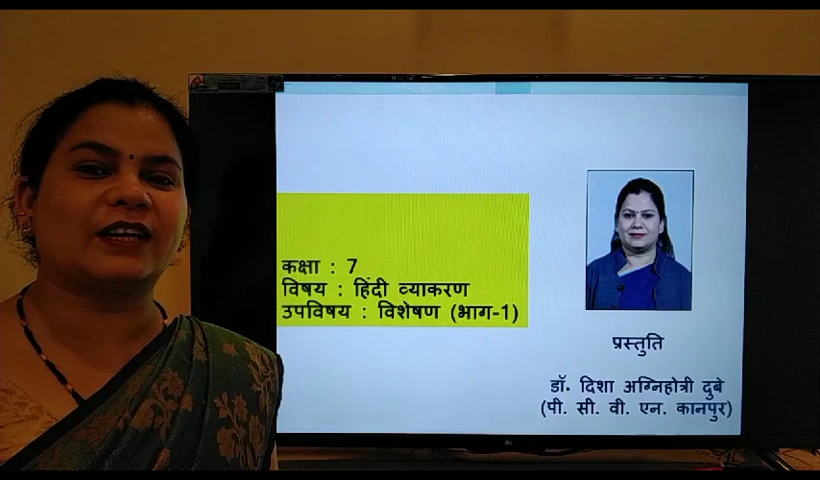 कक्षा : 7
विषय : हिंदी व्याकरण
उपविषय : विशेषण (भाग-1)
प्रस्तुति
डॉ. दिशा अग्निहोत्री दुबे
(पी. सी. वी. एन. कानपुर)